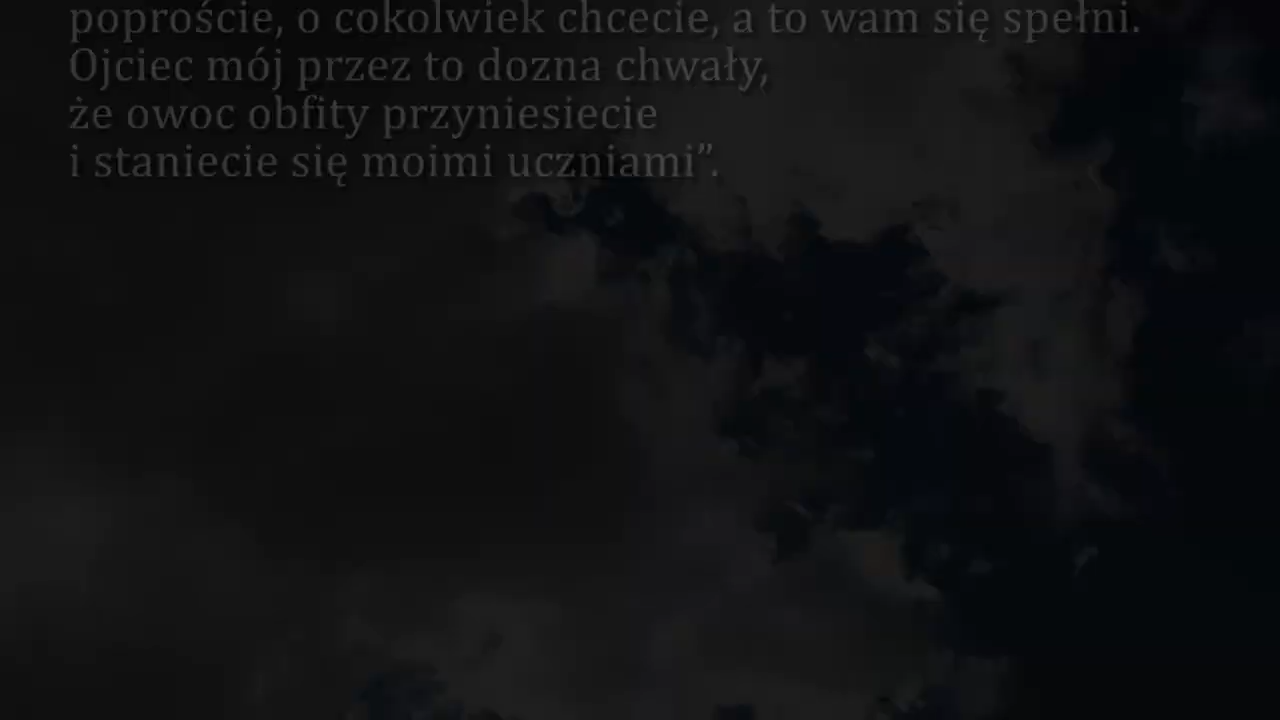 poproście, o cokolwiek chcecie, a to wam się spełni.
Ojciec mój przez to dozna chwały,
że owoc obfity przyniesiecie
i staniecie się moimi uczniami”.